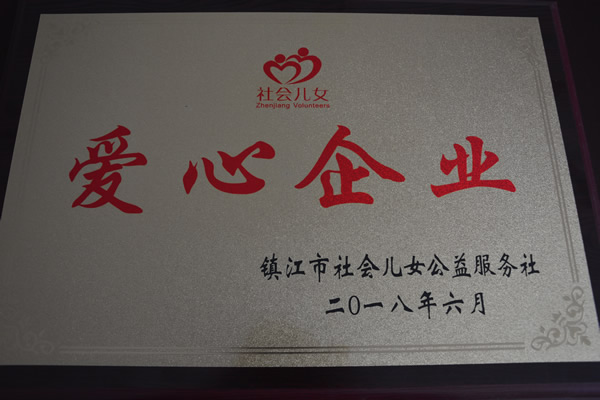 社会儿女
Zhenjiang Volunteers
爱心企业
镇江市社会儿女公益服务社
二〇一八年六月